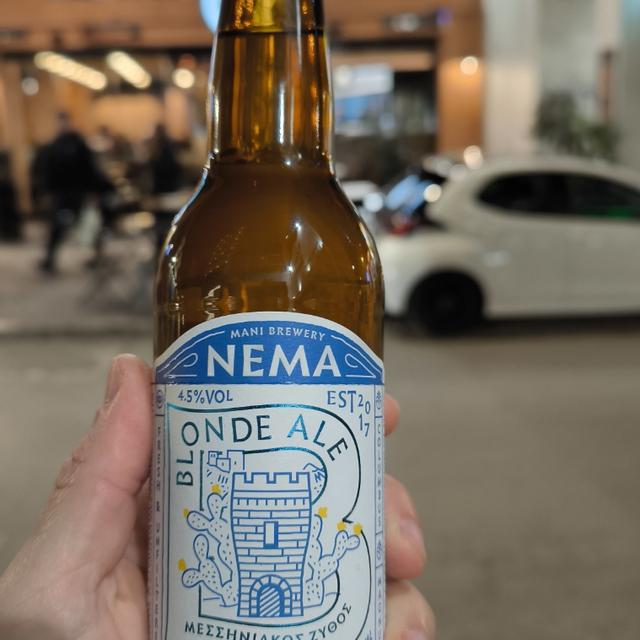 MANI BREWERY
NEMA
4.5%VOL
EST 2017
BLONDE ALE
ΜΕΣΣΗΝΙΑΚΟΣ ΖΥΘΟΣ